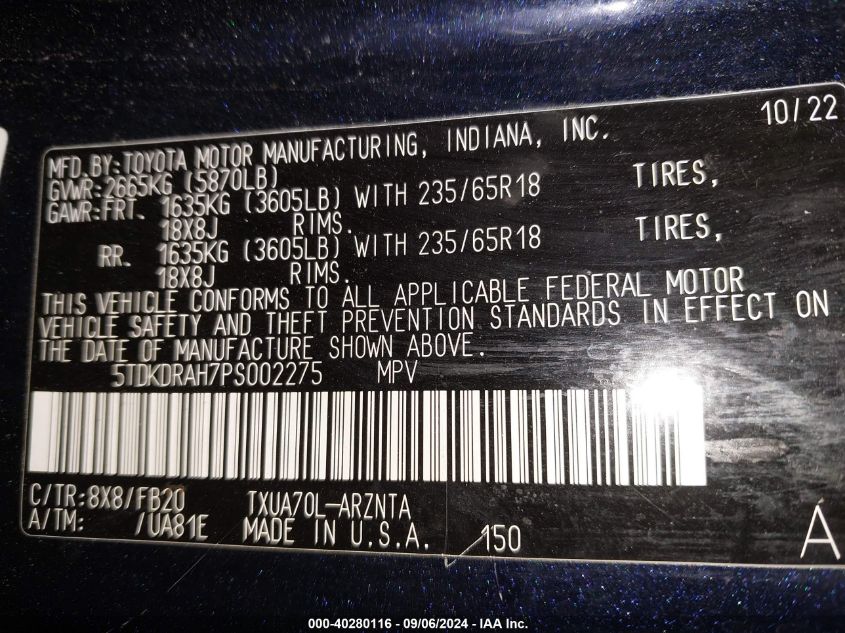 10/22
MFD.BY:TOYOTA MOTOR MANUFACTURING, INDIANA, INC.
GVWR:2665KG (5870LB)
GAWR:FRT. 1635KG (3605LB) WITH 235/65R18 TIRES,
18X8J RIMS.
RR. 1635KG (3605LB) WITH 235/65R18 TIRES,
18X8J RIMS.
THIS VEHICLE CONFORMS TO ALL APPLICABLE FEDERAL MOTOR
VEHICLE SAFETY AND THEFT PREVENTION STANDARDS IN EFFECT ON
THE DATE OF MANUFACTURE SHOWN ABOVE.
5TDKDRAH7PS002275 MPV
C/TR:8X8/FB20 TXUA70L-ARZNTA
A/TM: /UA81E MADE IN U.S.A. 150 A
000-40280116 - 09/06/2024 - IAA Inc.